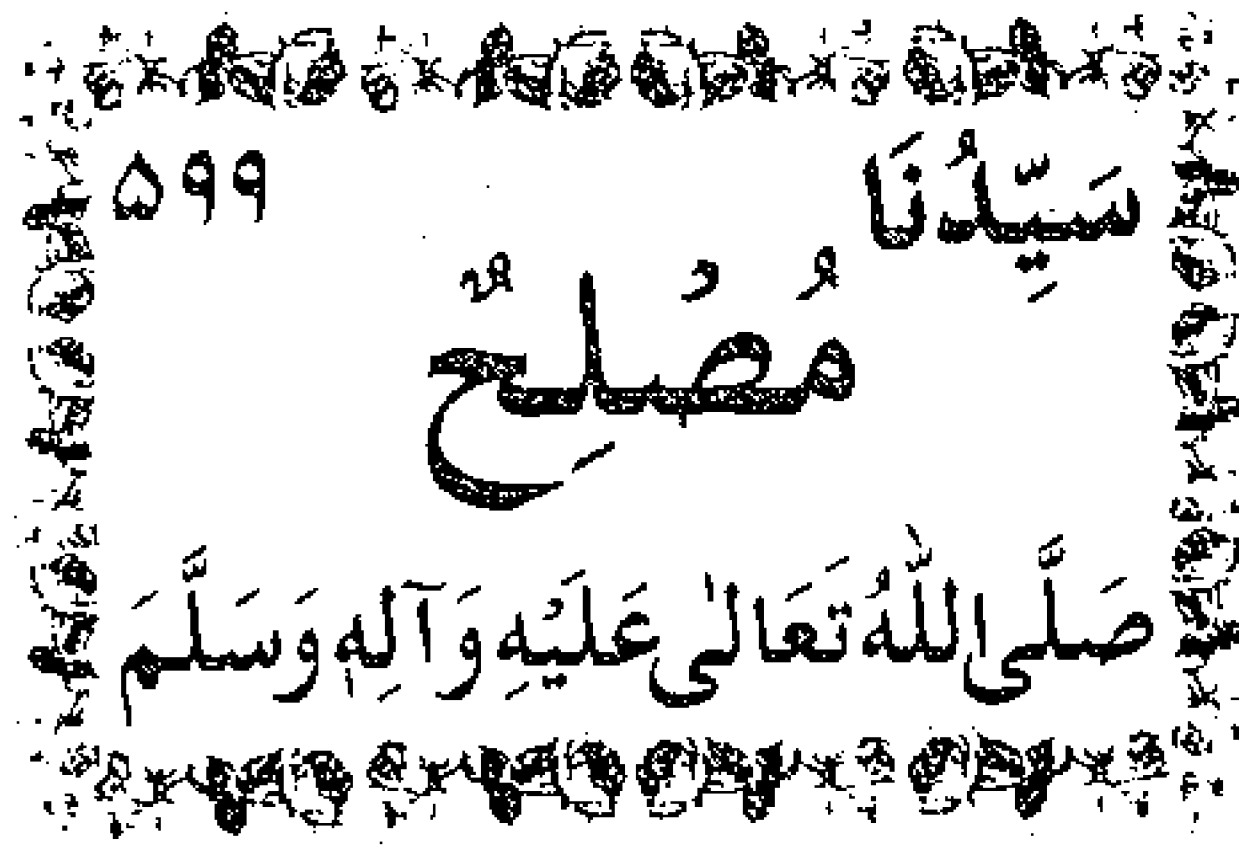 سَيِّدُنَا ۵۹۹
مُصْلِحٌ
صَلَّى اللّٰهُ تَعَالٰى عَلَيْهِ وَآلِهٖ وَسَلَّمَ